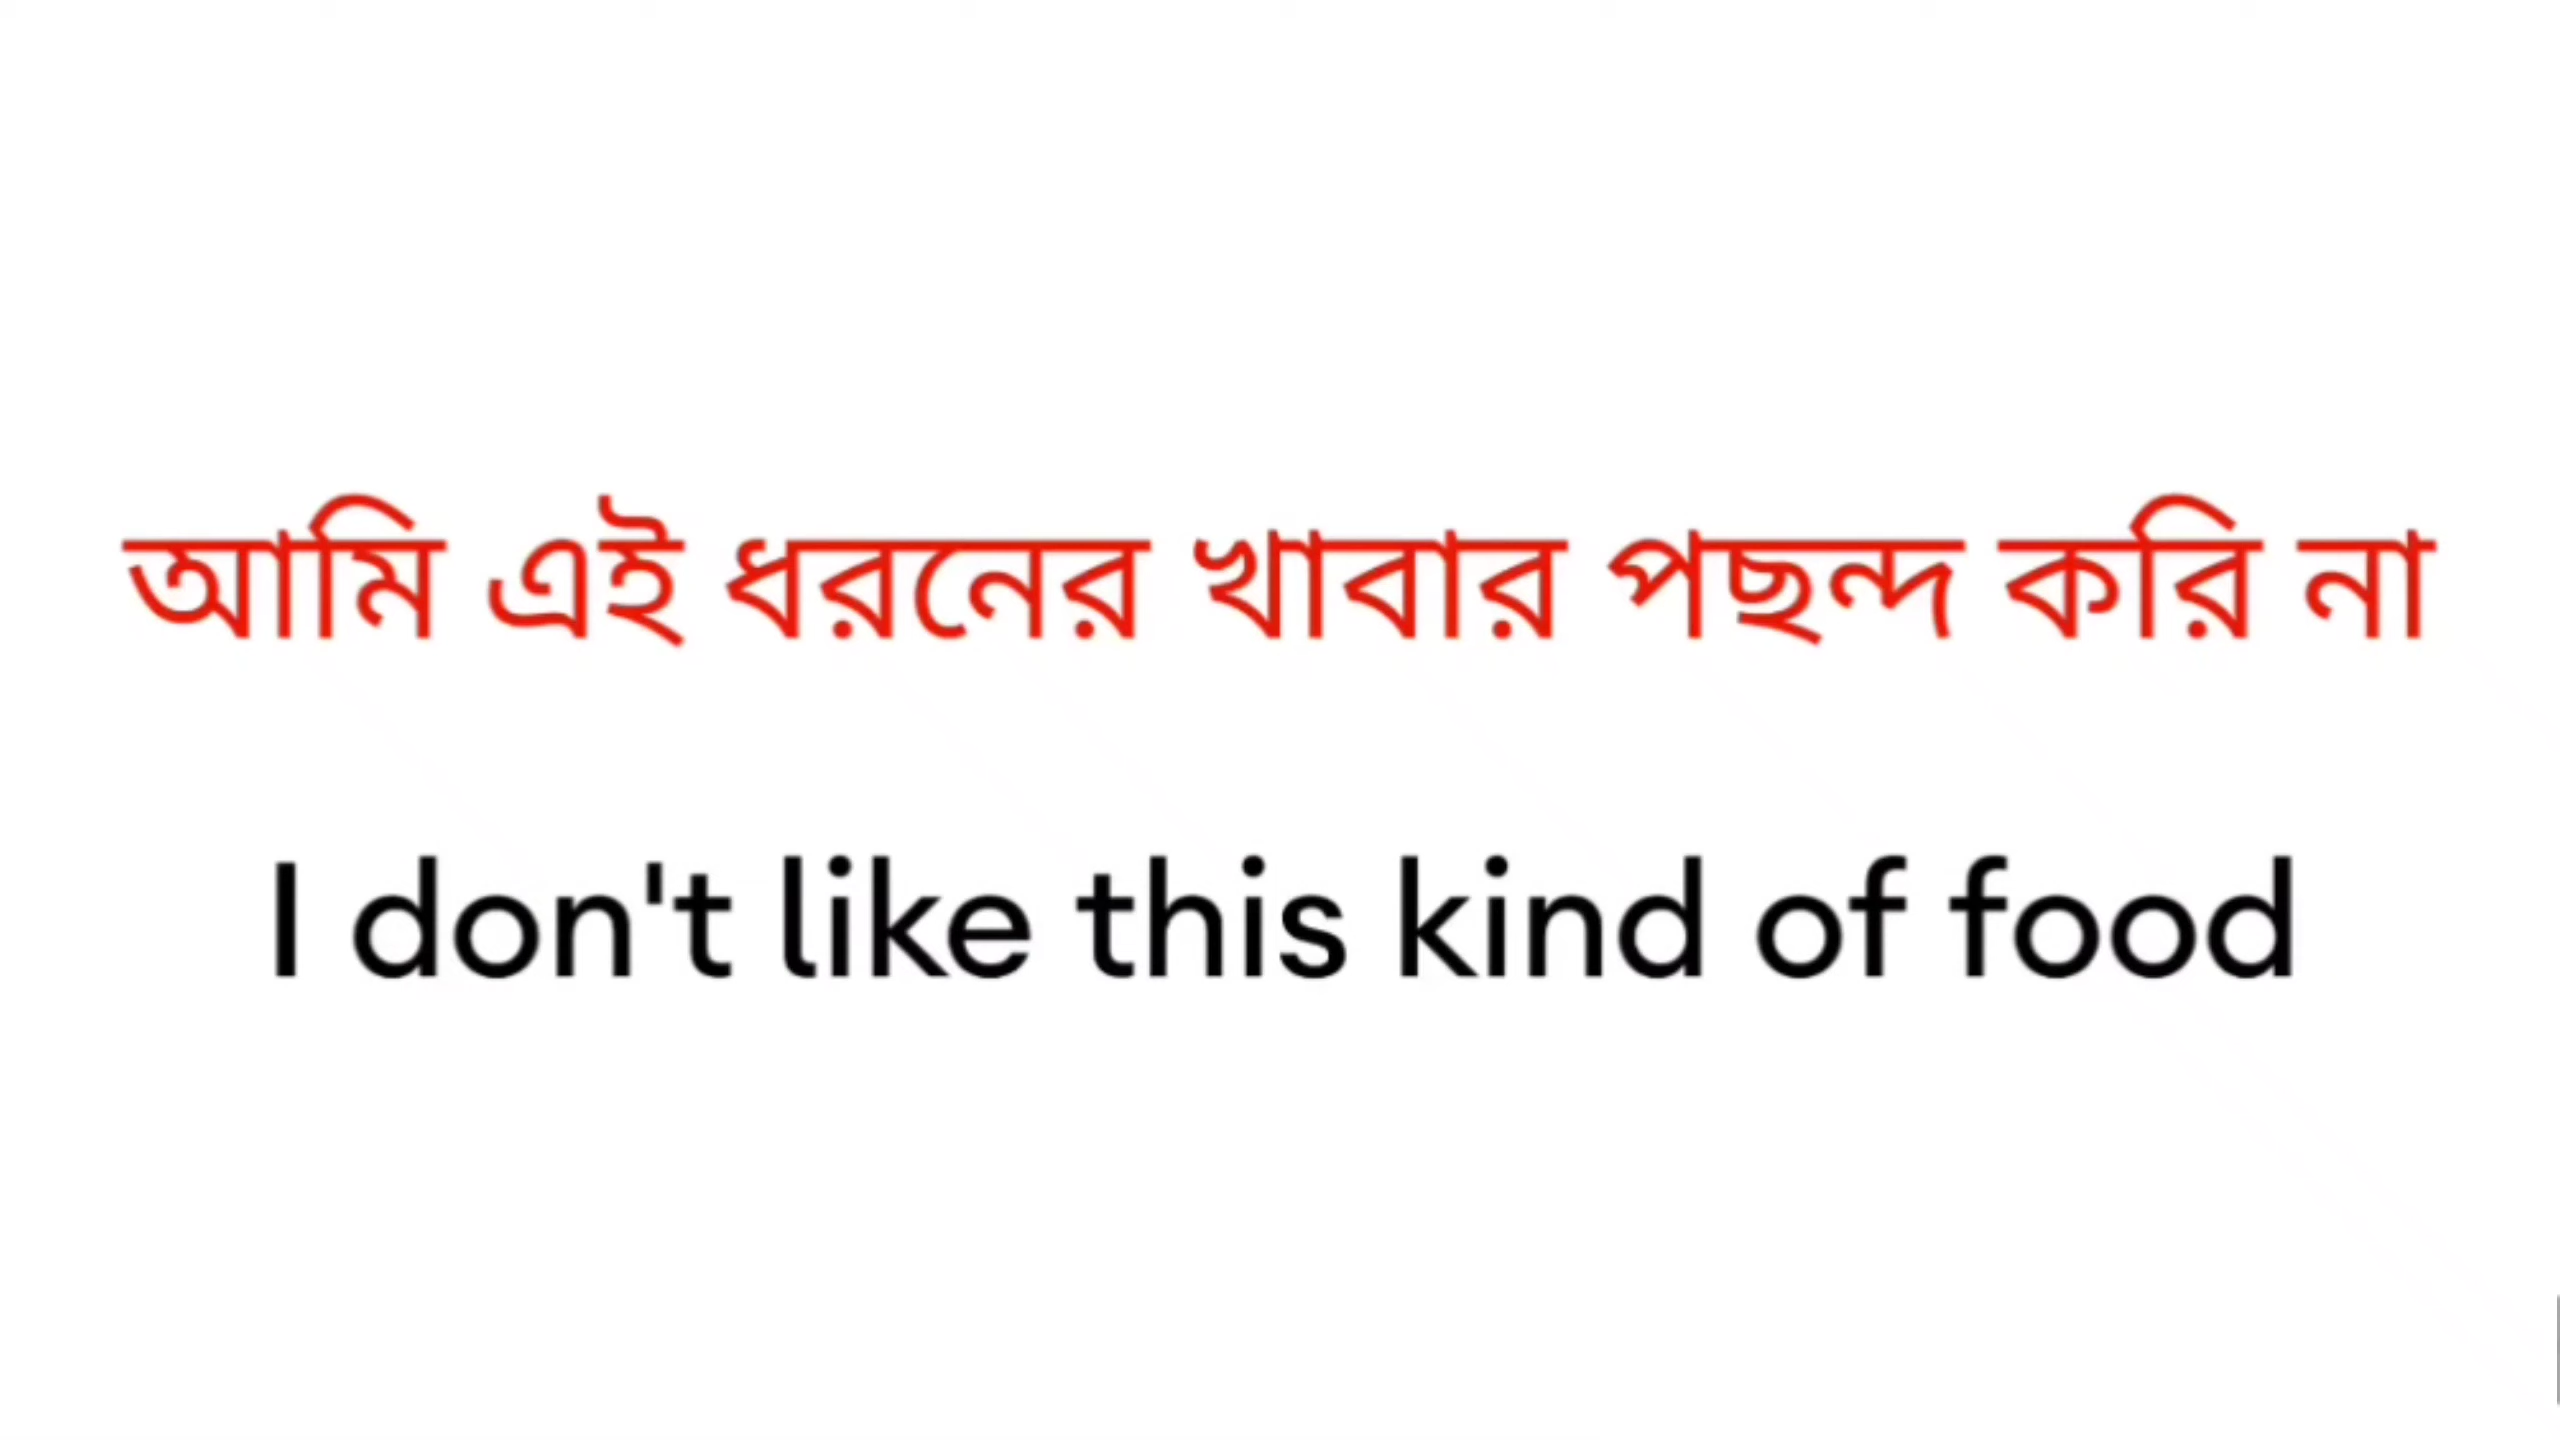 আমি এই ধরনের খাবার পছন্দ করি না
I don't like this kind of food